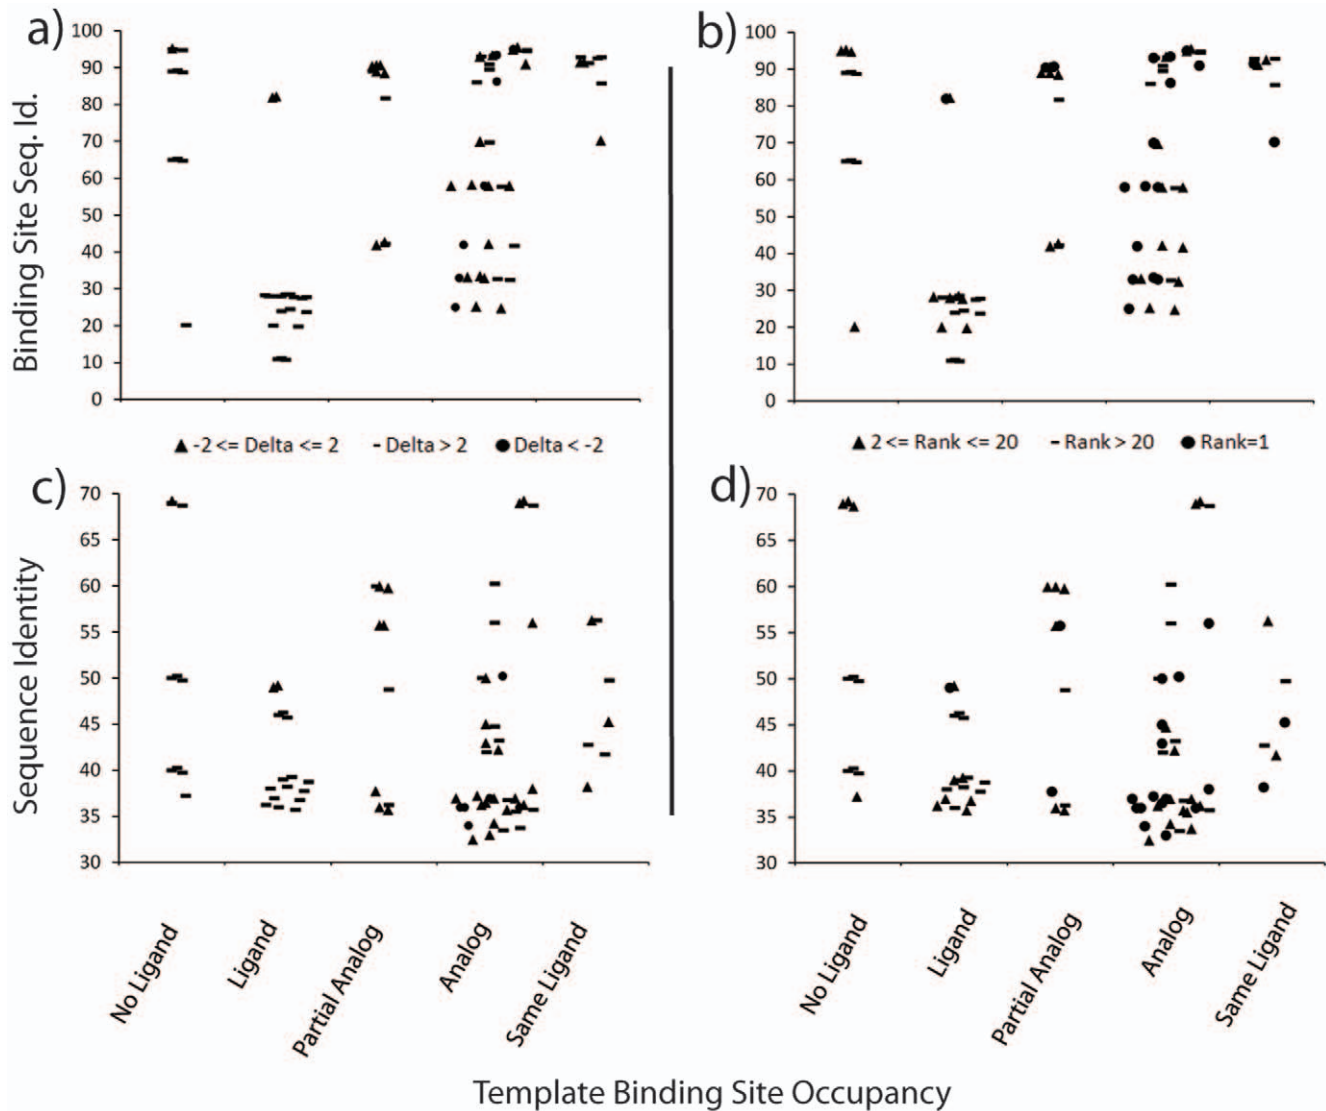 a)
100
90
80
70
60
50
40
30
20
10
0
Binding Site Seq. Id.
▲ -2 <= Delta <= 2 - Delta > 2 ● Delta < -2
b)
100
90
80
70
60
50
40
30
20
10
0
▲ 2 <= Rank <= 20 - Rank > 20 ● Rank=1
c)
70
65
60
55
50
45
40
35
30
Sequence Identity
No Ligand
Ligand
Partial Analog
Analog
Same Ligand
d)
70
65
60
55
50
45
40
35
30
No Ligand
Ligand
Partial Analog
Analog
Same Ligand
Template Binding Site Occupancy